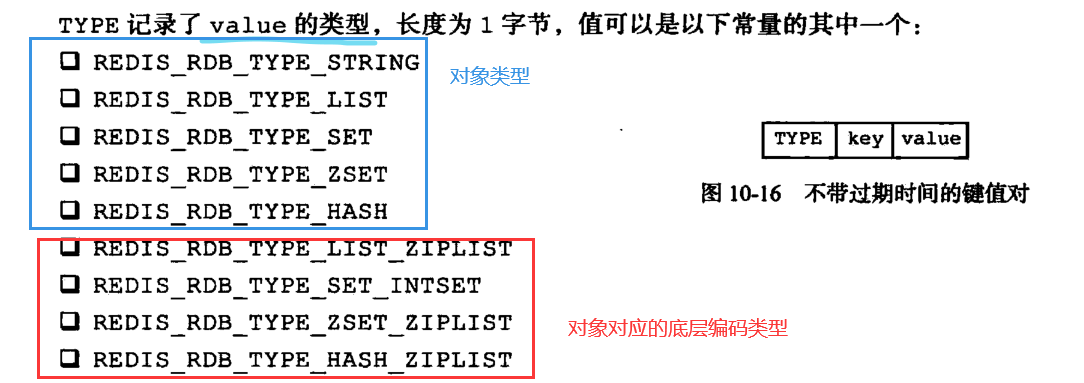 TYPE 记录了 value 的类型，长度为 1 字节，值可以是以下常量的其中一个：
❑ REDIS_RDB_TYPE_STRING
对象类型
❑ REDIS_RDB_TYPE_LIST
❑ REDIS_RDB_TYPE_SET
❑ REDIS_RDB_TYPE_ZSET
❑ REDIS_RDB_TYPE_HASH
TYPE key value
图 10-16 不带过期时间的键值对
❑ REDIS_RDB_TYPE_LIST_ZIPLIST
❑ REDIS_RDB_TYPE_SET_INTSET
❑ REDIS_RDB_TYPE_ZSET_ZIPLIST
❑ REDIS_RDB_TYPE_HASH_ZIPLIST
对象对应的底层编码类型